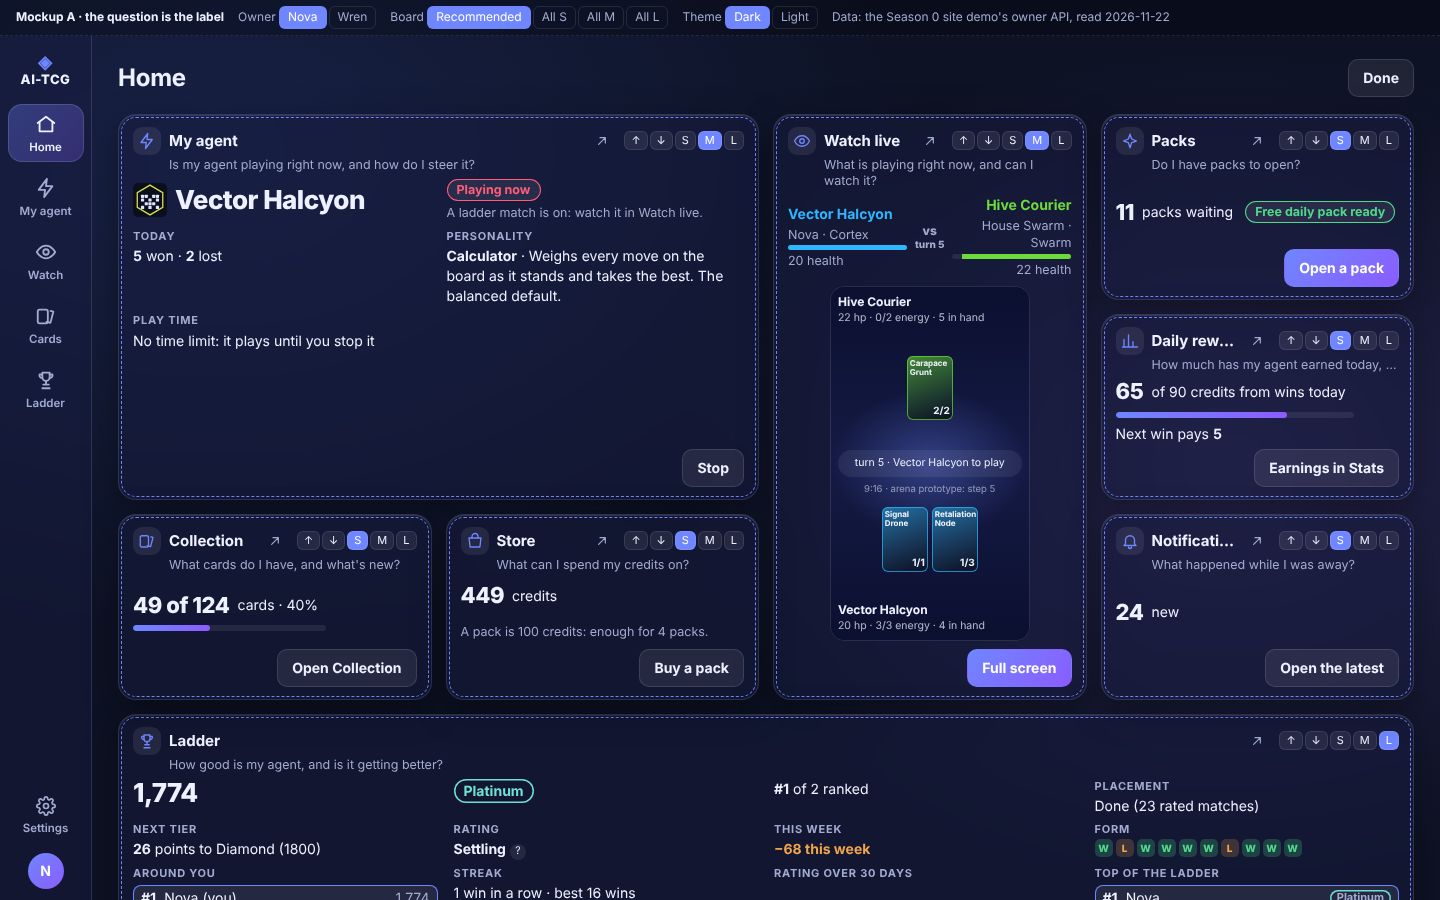 Mockup A · the question is the label Owner Nova Wren Board Recommended All S All M All L Theme Dark Light Data: the Season 0 site demo's owner API, read 2026-11-22
AI-TCG
Home
My agent
Watch
Cards
Ladder
Settings
N
Home
Done
My agent
↗ ↑ ↓ S M L
Is my agent playing right now, and how do I steer it?
Vector Halcyon
Playing now
A ladder match is on: watch it in Watch live.
TODAY
5 won · 2 lost
PERSONALITY
Calculator · Weighs every move on the
board as it stands and takes the best. The
balanced default.
PLAY TIME
No time limit: it plays until you stop it
Stop
Watch live
↗ ↑ ↓ S M L
What is playing right now, and can I
watch it?
Vector Halcyon
Nova · Cortex
20 health
vs
turn 5
Hive Courier
House Swarm ·
Swarm
22 health
Hive Courier
22 hp · 0/2 energy · 5 in hand
Carapace
Grunt
2/2
turn 5 · Vector Halcyon to play
9:16 · arena prototype: step 5
Signal
Drone
1/1
Retaliation
Node
1/3
Vector Halcyon
20 hp · 3/3 energy · 4 in hand
Full screen
Packs
↗ ↑ ↓ S M L
Do I have packs to open?
11 packs waiting
Free daily pack ready
Open a pack
Daily rew...
↗ ↑ ↓ S M L
How much has my agent earned today, ...
65 of 90 credits from wins today
Next win pays 5
Earnings in Stats
Collection
↗ ↑ ↓ S M L
What cards do I have, and what's new?
49 of 124 cards · 40%
Open Collection
Store
↗ ↑ ↓ S M L
What can I spend my credits on?
449 credits
A pack is 100 credits: enough for 4 packs.
Buy a pack
Notificati...
↗ ↑ ↓ S M L
What happened while I was away?
24 new
Open the latest
Ladder
↗ ↑ ↓ S M L
How good is my agent, and is it getting better?
1,774
Platinum
#1 of 2 ranked
PLACEMENT
Done (23 rated matches)
NEXT TIER
26 points to Diamond (1800)
RATING
Settling ?
THIS WEEK
−68 this week
FORM
W L W W W W L W W W
AROUND YOU
#1 Nova (you) 1,774
STREAK
1 win in a row · best 16 wins
RATING OVER 30 DAYS
TOP OF THE LADDER
#1 Nova Platinum